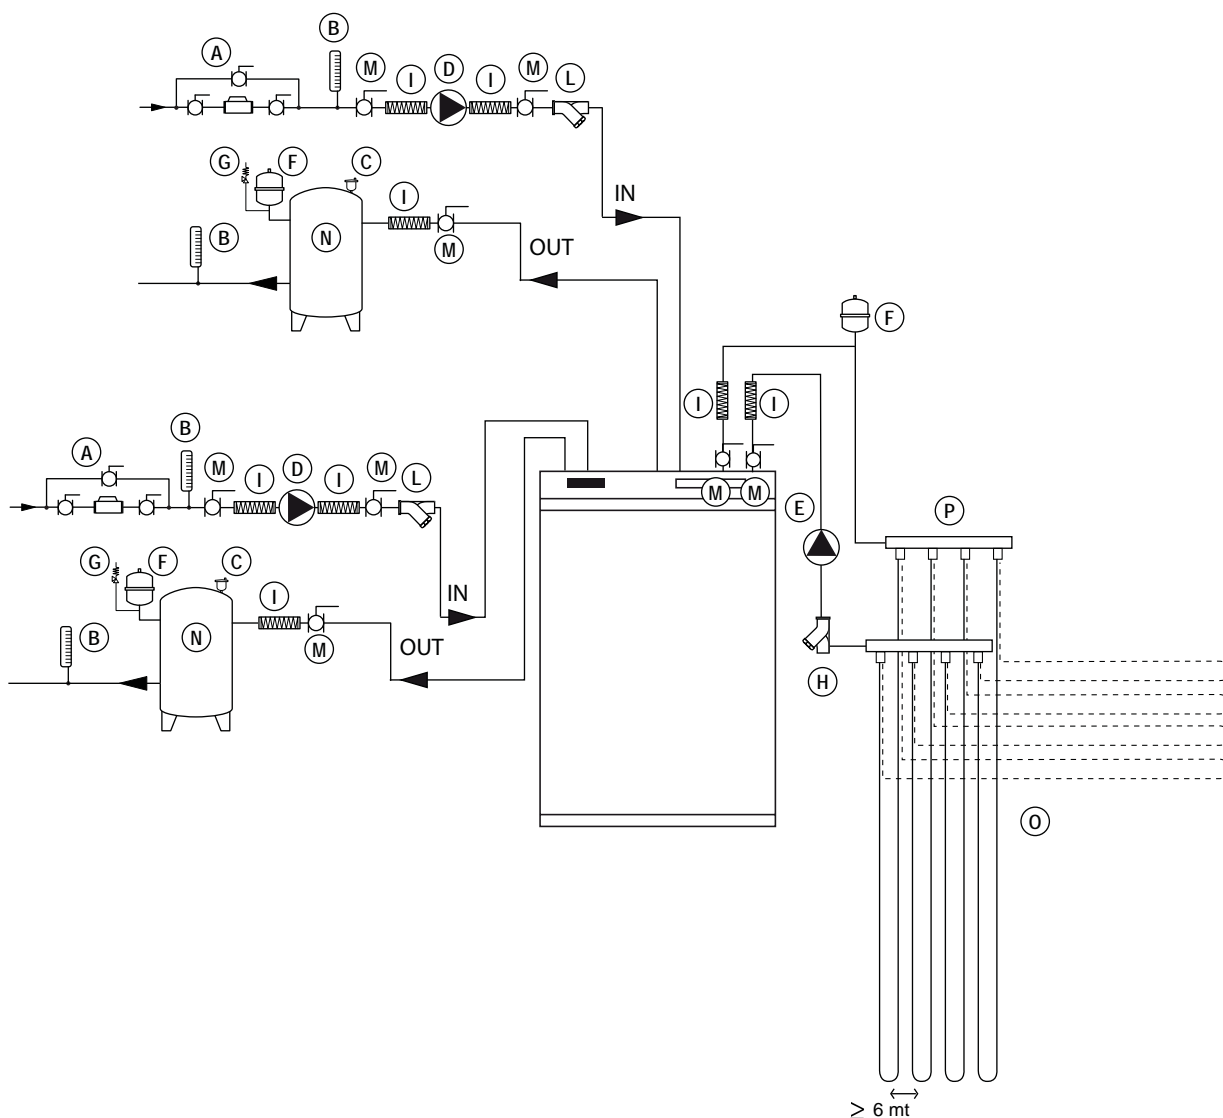 B
A M I D I M L
G F C
I IN
B N M OUT
F
I I
B
A M I D I M L
M M
E P
G F C
I IN
B N M OUT
H
O
≥ 6 mt